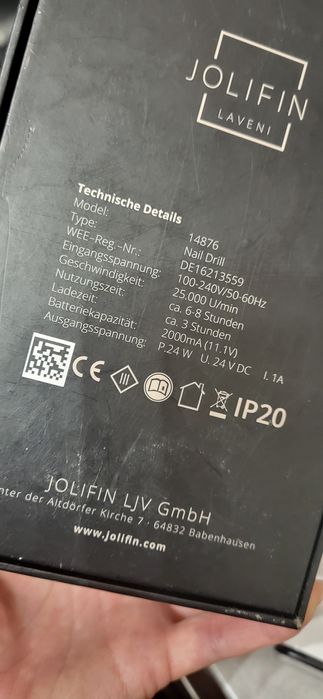 JOLIFIN
LAVENI
Technische Details
Model: 14876
Type: Nail Drill
WEE-Reg.-Nr.: DE16213559
Eingangsspannung: 100-240V/50-60Hz
Geschwindigkeit: 25.000 U/min
Nutzungszeit: ca. 6-8 Stunden
Ladezeit: ca. 3 Stunden
Batteriekapazität: 2000mA (11.1V)
Ausgangsspannung: P.24 W U. 24 V DC I. 1A
CE III IP20
JOLIFIN LJV GmbH
nter der Altdörfer Kirche 7 · 64832 Babenhausen
www.jolifin.com